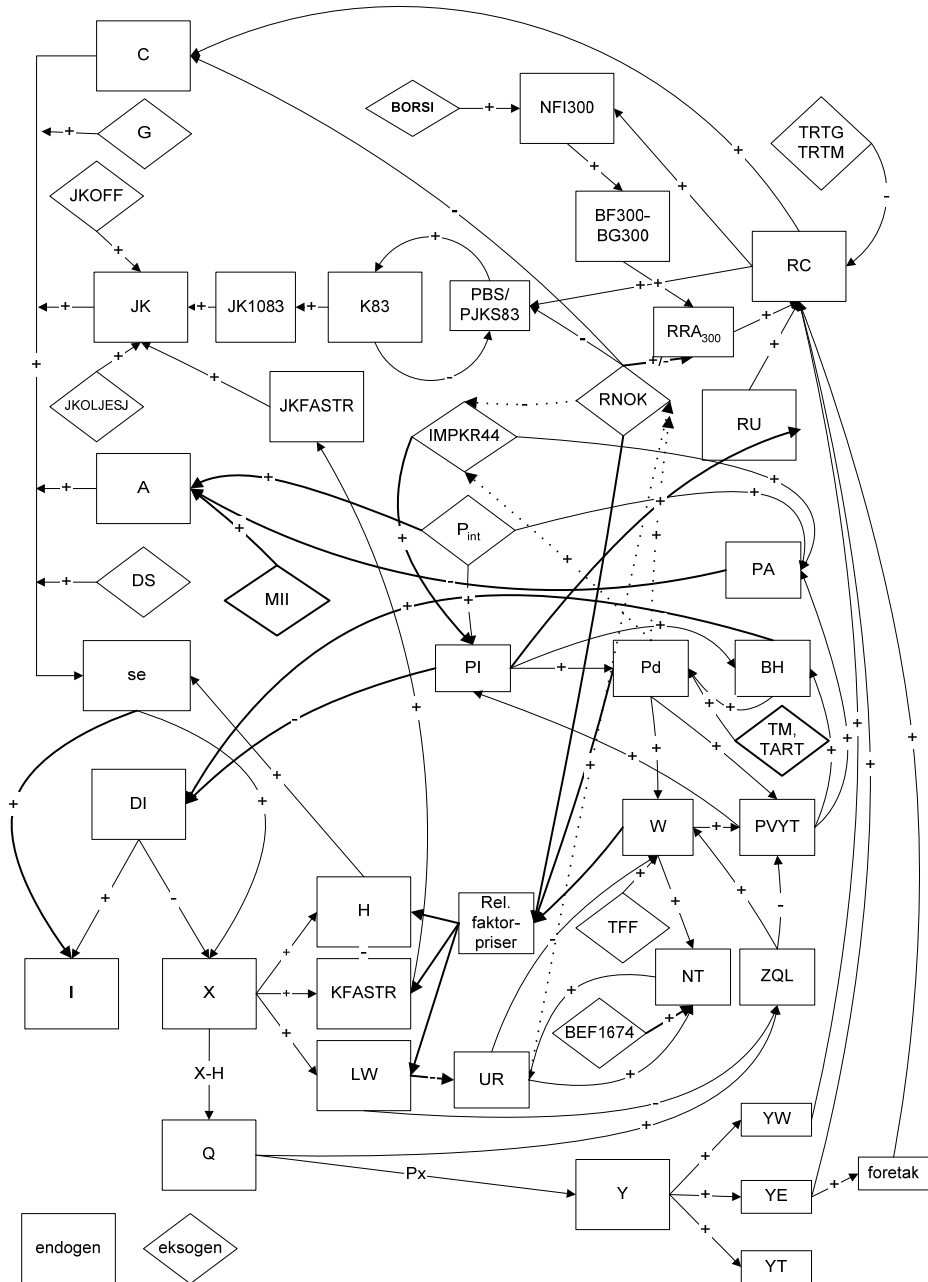 C
BORSI
+
NFI300
TRTG
TRTM
+
G
+
+
-
JKOFF
-
+
BF300-
BG300
RC
+
+
+
JK
+
JK1083
+
K83
PBS/
PJKS83
+
+
-
RRA300
+
+
+/-
+
-
JKOLJESJ
+
+
JKFASTR
-
RNOK
RU
IMPKR44
+
A
+
+
Pint
+
+
+
+
+
DS
MII
-
PA
+
+
se
PI
+
Pd
+
BH
-
+
+
TM,
TART
+
+
+
+
+
+
+
+
+
DI
W
+
PVYT
+
-
+
+
-
+
H
Rel.
faktor-
priser
TFF
+
-
I
X
+
KFASTR
NT
ZQL
+
BEF1674
+
+
LW
-
UR
+
X-H
-
+
YW
Q
Px
Y
+
+
YE
+
foretak
+
YT
endogen
eksogen